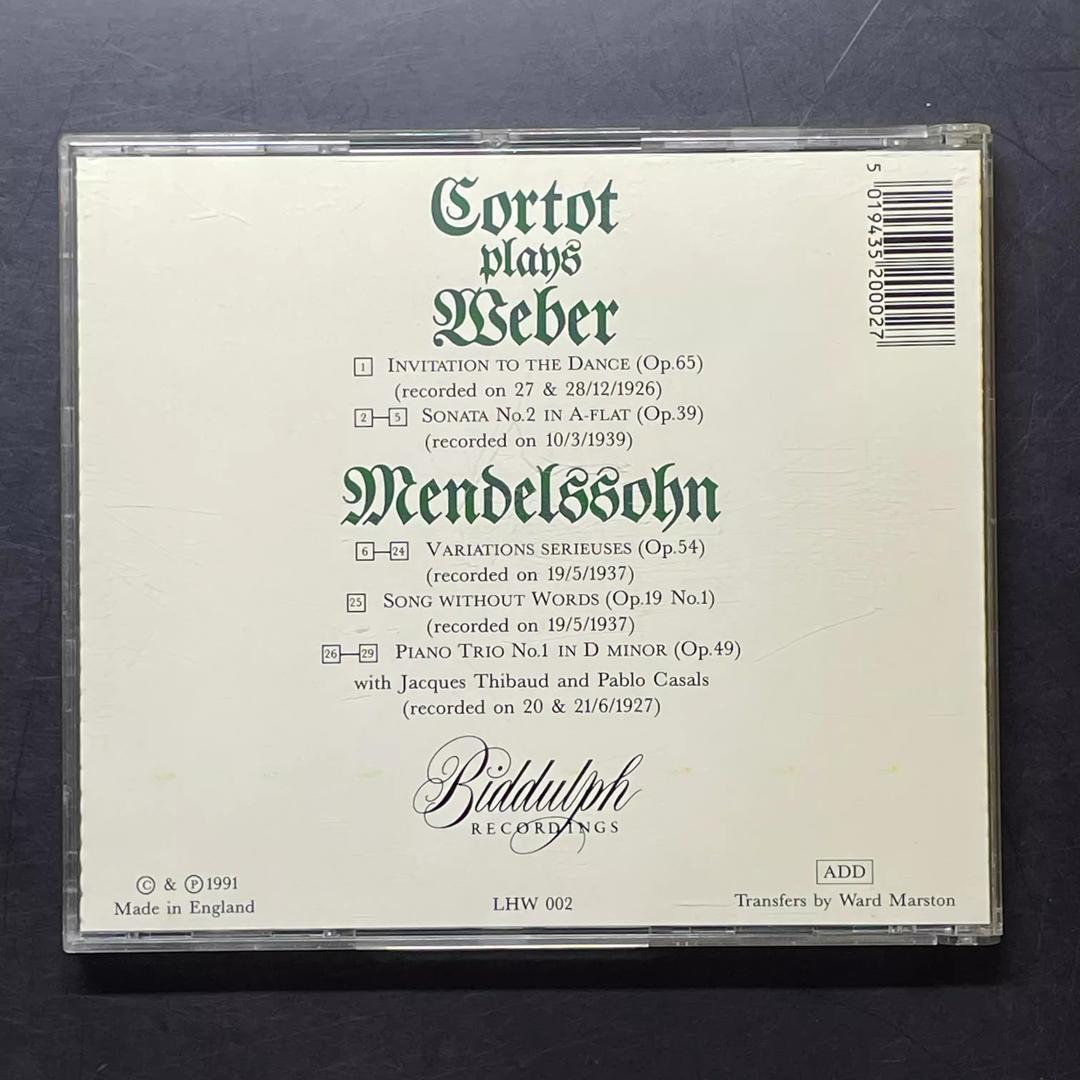 Cortot
plays
Weber
1 INVITATION TO THE DANCE (Op.65)
(recorded on 27 & 28/12/1926)
2—5 SONATA No.2 IN A-FLAT (Op.39)
(recorded on 10/3/1939)
Mendelssohn
6—24 VARIATIONS SERIEUSES (Op.54)
(recorded on 19/5/1937)
25 SONG WITHOUT WORDS (Op.19 No.1)
(recorded on 19/5/1937)
26—29 PIANO TRIO No.1 IN D MINOR (Op.49)
with Jacques Thibaud and Pablo Casals
(recorded on 20 & 21/6/1927)
Biddulph
RECORDINGS
© & ℗1991
Made in England
LHW 002
ADD
Transfers by Ward Marston
5 019435 200027